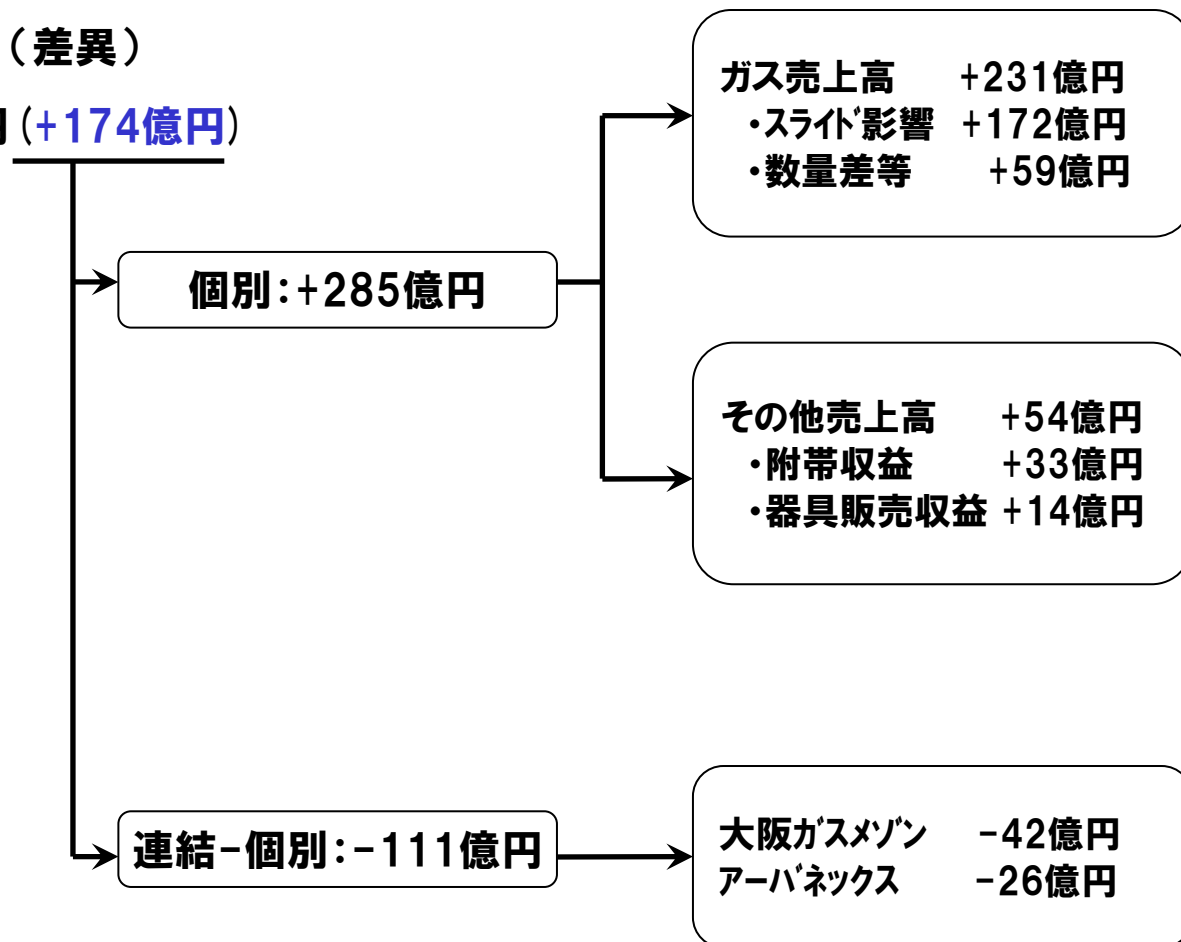 (差異)
円(+174億円)
ガス売上高 +231億円
・スライド影響 +172億円
・数量差等 +59億円
個別:+285億円
その他売上高 +54億円
・附帯収益 +33億円
・器具販売収益 +14億円
連結-個別:-111億円
大阪ガスメゾン -42億円
アーバネックス -26億円